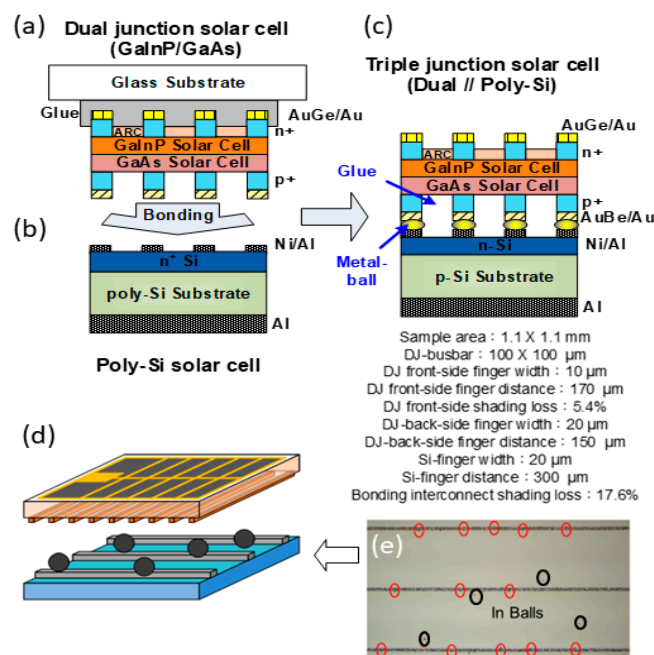 (a)
Dual junction solar cell
(GaInP/GaAs)
Glass Substrate
Glue
AuGe/Au
ARC
n+
GaInP Solar Cell
GaAs Solar Cell
p+
Bonding
(b)
Ni/Al
n⁺ Si
poly-Si Substrate
Al
Poly-Si solar cell
(c)
Triple junction solar cell
(Dual // Poly-Si)
AuGe/Au
ARC
n+
GaInP Solar Cell
GaAs Solar Cell
Glue
p+
AuBe/Au
n-Si
Ni/Al
Metal-
ball
p-Si Substrate
Al
Sample area : 1.1 X 1.1 mm
DJ-busbar : 100 X 100 µm
DJ front-side finger width : 10 µm
DJ front-side finger distance : 170 µm
DJ front-side shading loss : 5.4%
DJ-back-side finger width : 20 µm
DJ-back-side finger distance : 150 µm
Si-finger width : 20 µm
Si-finger distance : 300 µm
Bonding interconnect shading loss : 17.6%
(d)
(e)
In Balls